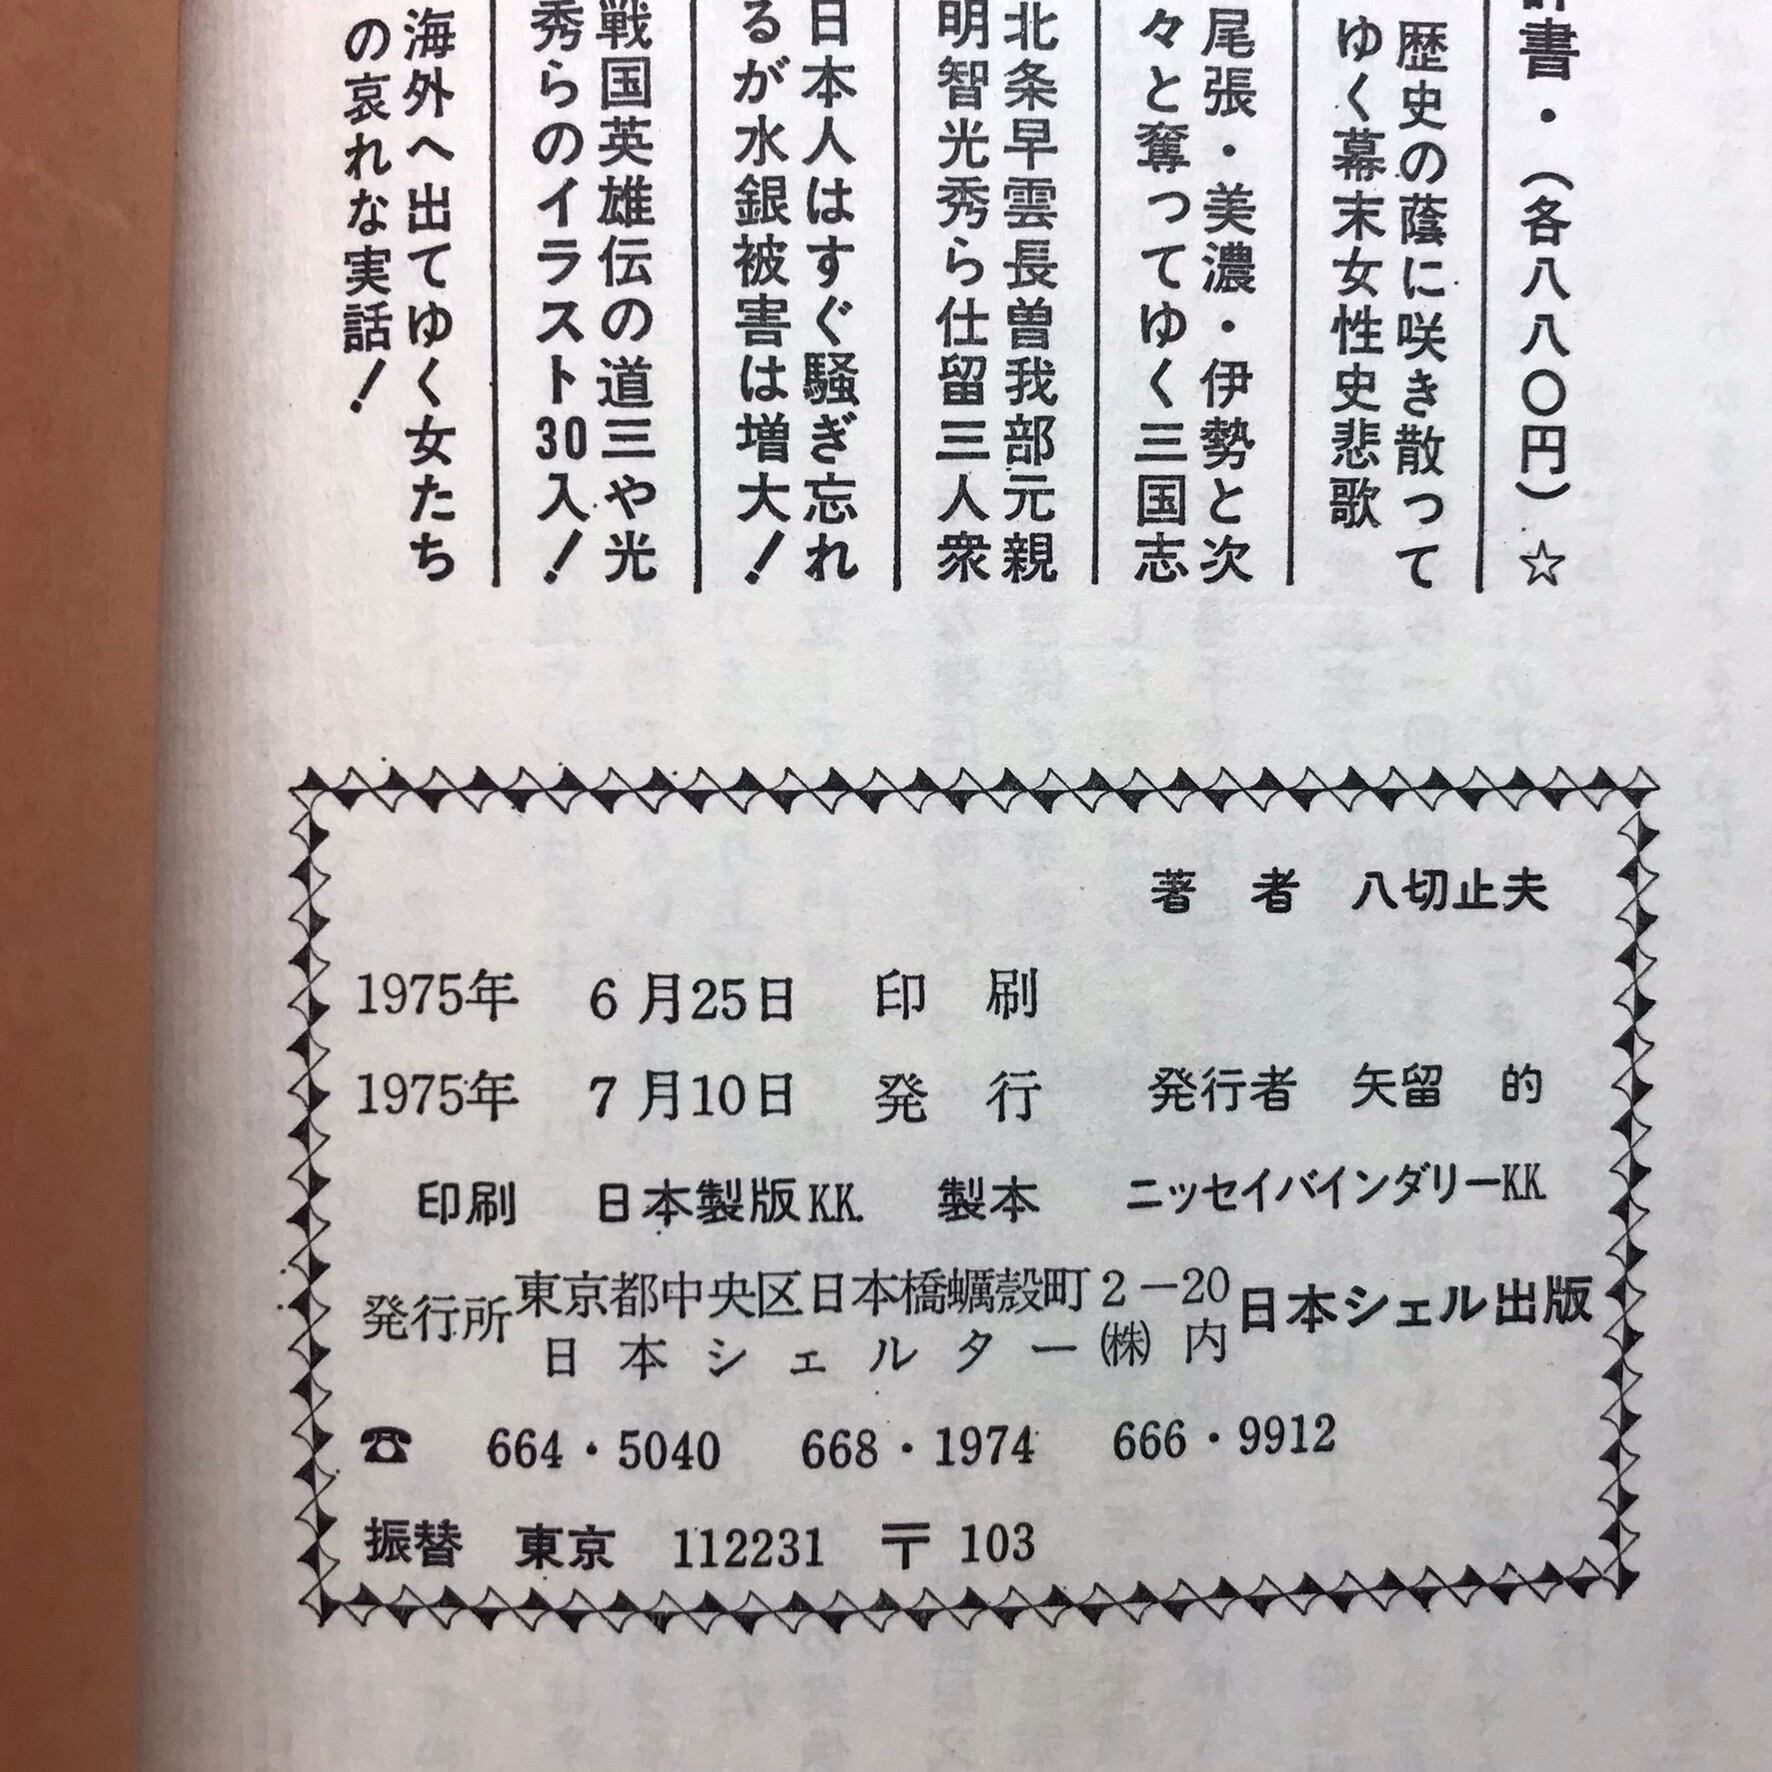 書・（各八八〇円）☆
歴史の蔭に咲き散って
ゆく幕末女性史悲歌
尾張・美濃・伊勢と次
々と奪ってゆく三国志
北条早雲長曽我部元親
明智光秀ら仕留三人衆
日本人はすぐ騒ぎ忘れ
るが水銀被害は増大！
戦国英雄伝の道三や光
秀らのイラスト30入！
海外へ出てゆく女たち
の哀れな実話！
著者 八切止夫
1975年 6月25日 印刷
1975年 7月10日 発行 発行者 矢留 的
印刷 日本製版KK. 製本 ニッセイバインダリーKK
発行所 東京都中央区日本橋蠣殻町2－20 日本シェル出版
日本シェルター㈱内
☎ 664・5040 668・1974 666・9912
振替 東京 112231 〒103